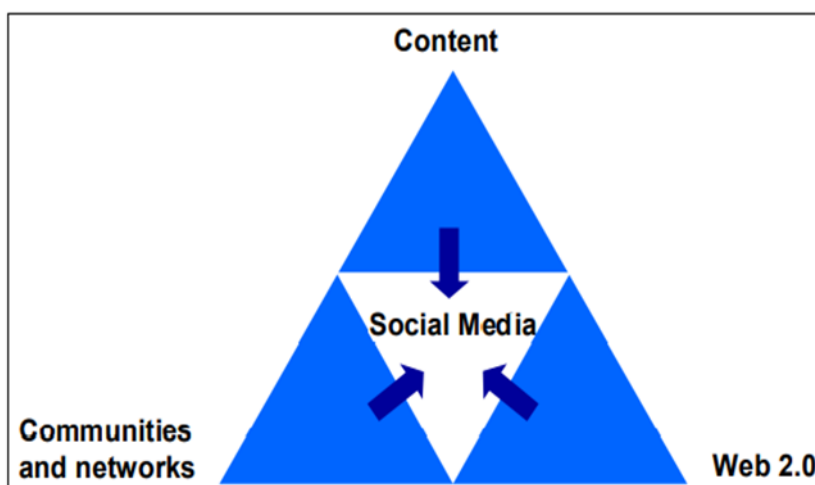 Content
Social Media
Communities
and networks
Web 2.0